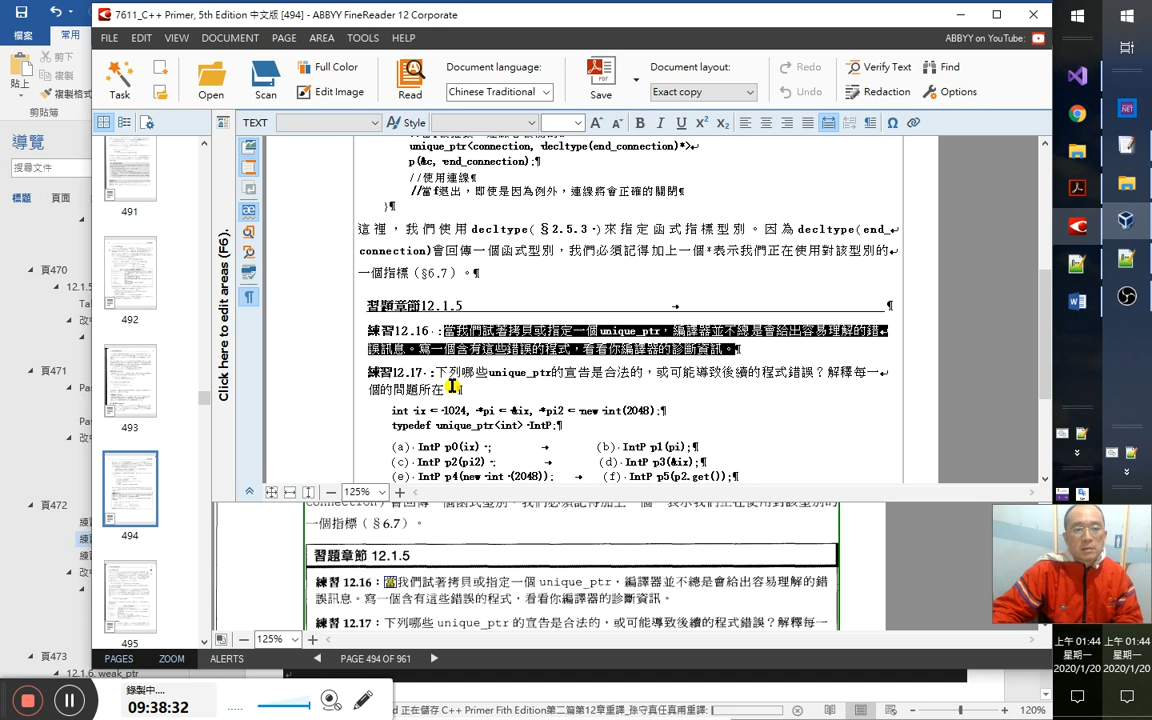 7611_C++ Primer, 5th Edition 中文版 [494] - ABBYY FineReader 12 Corporate
檔案
常用
FILE EDIT VIEW DOCUMENT PAGE AREA TOOLS HELP
ABBYY on YouTube:
剪下
複製
複製格式
貼上
剪貼簿
Task
Open
Scan
Full Color
Edit Image
Read
Document language:
Chinese Traditional
Save
Document layout:
Exact copy
Redo
Undo
Verify Text
Redaction
Find
Options
TEXT
Style
導覽
搜尋文件
標題 頁面
頁470
12.1.5
改中
頁471
改中
頁472
練習
練習
練習
改中
頁473
12.1.6. weak_ptr
491
492
493
494
495
Click here to edit areas (F6).
unique_ptr<connection, decltype(end_connection)*>
p(&c, end_connection);¶
//使用連線
//當f退出，即使是因為例外，連線將會正確的關閉¶
}¶
這裡，我們使用decltype(§2.5.3)來指定函式指標型別。因為decltype(end_
connection)會回傳一個函式型別，我們必須記得加上一個*表示我們正在使用對該型別的
一個指標(§6.7)。¶
習題章節12.1.5 → ¶
練習12.16 :當我們試著拷貝或指定一個unique_ptr，編譯器並不總是會給出容易理解的錯
誤訊息。寫一個含有這些錯誤的程式，看看你編譯器的診斷資訊。¶
練習12.17 :下列哪些unique_ptr的宣告是合法的，或可能導致後續的程式錯誤？解釋每一
個的問題所在 ¶
int ix = 1024, *pi = &ix, *pi2 = new int(2048);¶
typedef unique_ptr<int> IntP;¶
(a) IntP p0(ix) ; → (b) IntP p1(pi);¶
(c) IntP p2(pi2) ; → (d) IntP p3(&ix);¶
(e) IntP p4(new int (2048)); → (f) IntP p5(p2.get());¶
125%
一個指標（§6.7）。
習題章節 12.1.5
練習 12.16：當我們試著拷貝或指定一個 unique_ptr，編譯器並不總是會給出容易理解的錯
誤訊息。寫一個含有這些錯誤的程式，看看你編譯器的診斷資訊。
練習 12.17：下列哪些 unique_ptr 的宣告是合法的，或可能導致後續的程式錯誤？解釋每一
125%
PAGES ZOOM ALERTS
PAGE 494 OF 961
錄製中....
09:38:32
正在儲存 C++ Primer Fifth Edition第二篇第12章重譯_孫守真任真甫重譯:
120%
上午 01:44
星期一
2020/1/20
上午 01:44
星期一
2020/1/20